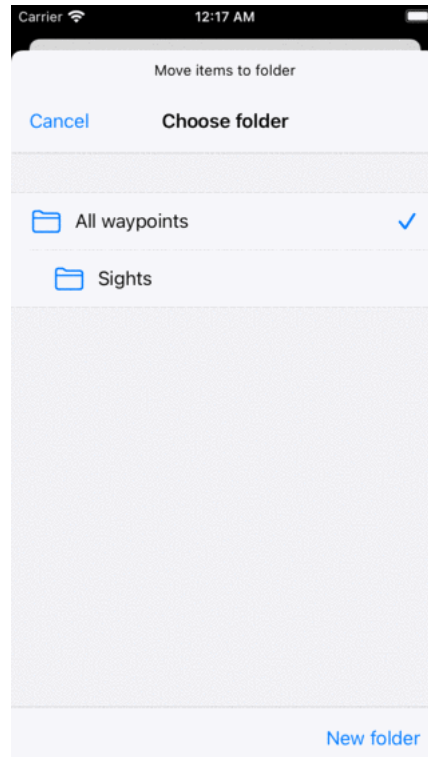 Carrier 12:17 AM
Move items to folder
Cancel Choose folder
All waypoints
Sights
New folder